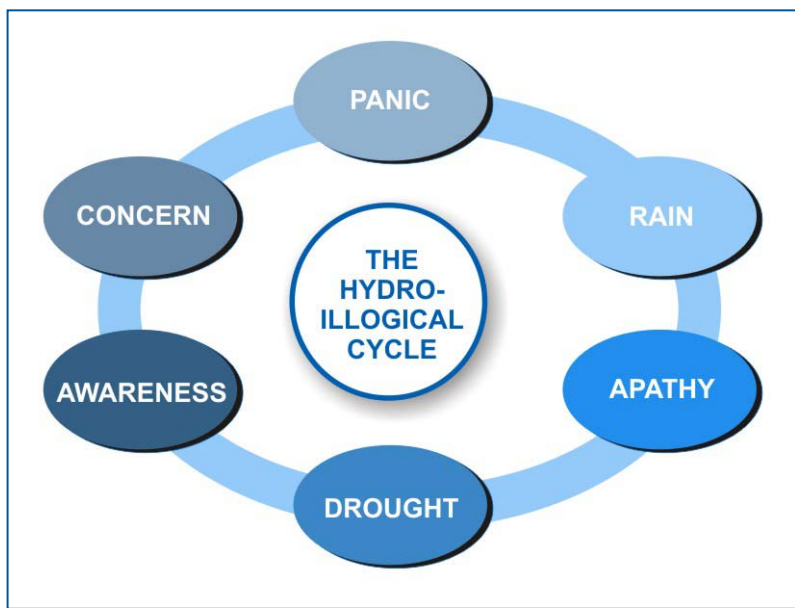 PANIC
CONCERN
RAIN
THE
HYDRO-
ILLOGICAL
CYCLE
AWARENESS
APATHY
DROUGHT